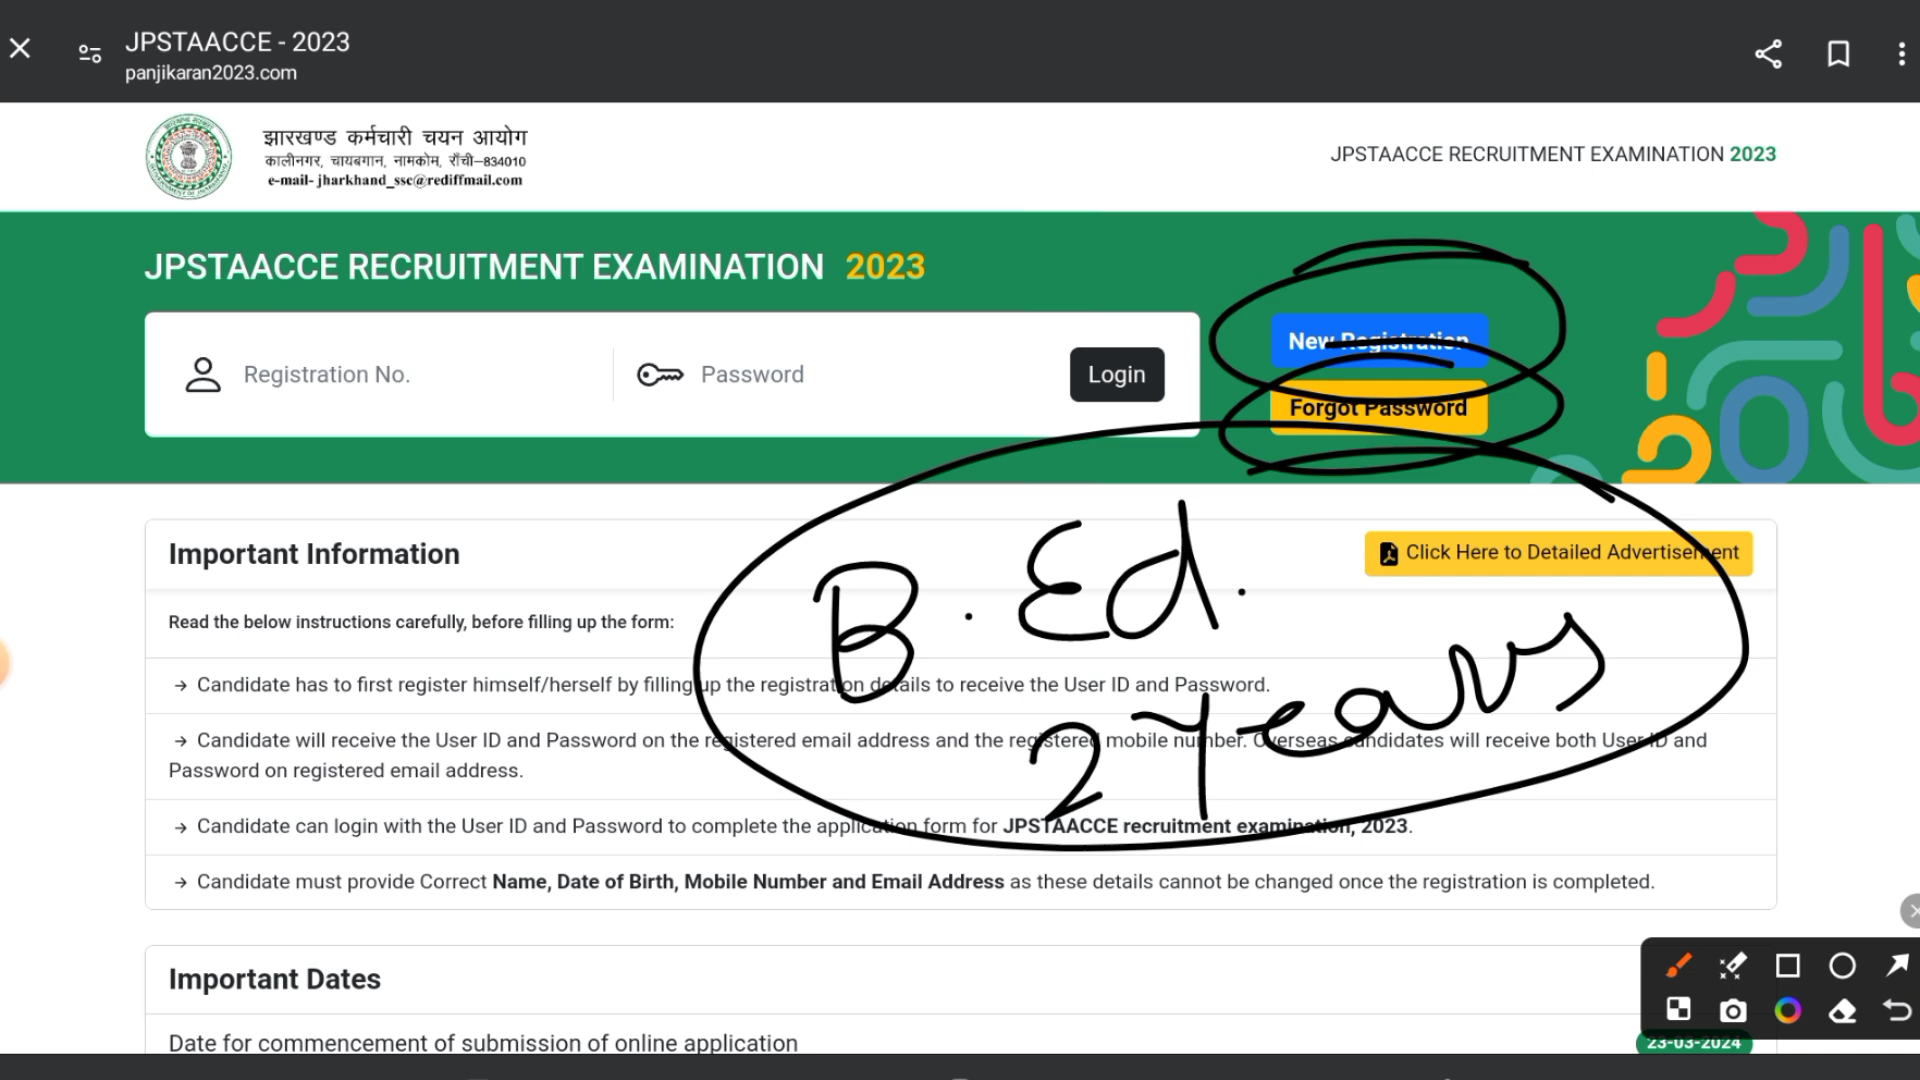 JPSTAACCE - 2023
panjikaran2023.com
झारखण्ड कर्मचारी चयन आयोग
कालीनगर, चायबगान, नामकोम, राँची–834010
e-mail- jharkhand_ssc@rediffmail.com
JPSTAACCE RECRUITMENT EXAMINATION 2023
JPSTAACCE RECRUITMENT EXAMINATION 2023
New Registration
Registration No.
Password
Login
Forgot Password
B. Ed.
2 Years
Important Information
Click Here to Detailed Advertisement
Read the below instructions carefully, before filling up the form:
→ Candidate has to first register himself/herself by filling up the registration details to receive the User ID and Password.
→ Candidate will receive the User ID and Password on the registered email address and the registered mobile number. Overseas candidates will receive both User ID and
Password on registered email address.
→ Candidate can login with the User ID and Password to complete the application form for JPSTAACCE recruitment examination, 2023.
→ Candidate must provide Correct Name, Date of Birth, Mobile Number and Email Address as these details cannot be changed once the registration is completed.
Important Dates
Date for commencement of submission of online application
23-03-2024